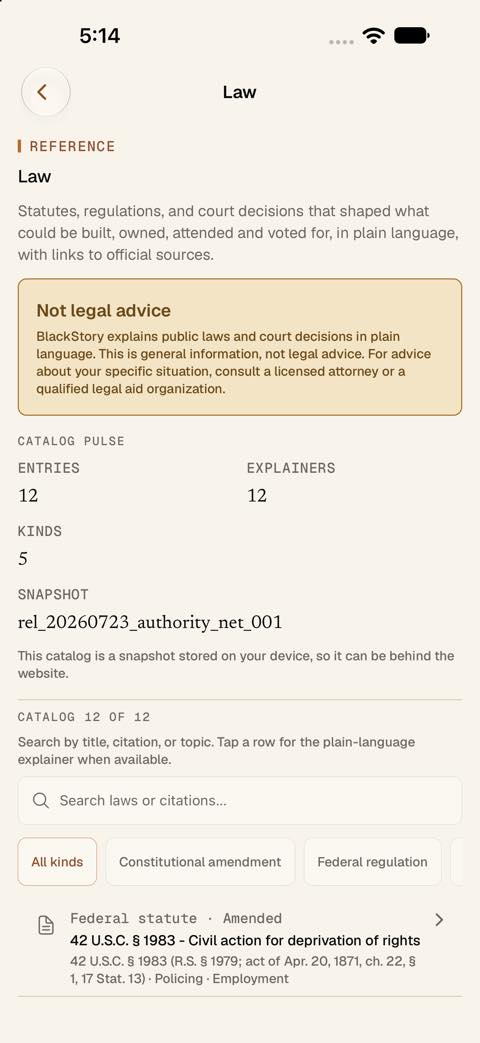 5:14
Law
REFERENCE
Law
Statutes, regulations, and court decisions that shaped what
could be built, owned, attended and voted for, in plain language,
with links to official sources.
Not legal advice
BlackStory explains public laws and court decisions in plain
language. This is general information, not legal advice. For advice
about your specific situation, consult a licensed attorney or a
qualified legal aid organization.
CATALOG PULSE
ENTRIES
12
EXPLAINERS
12
KINDS
5
SNAPSHOT
rel_20260723_authority_net_001
This catalog is a snapshot stored on your device, so it can be behind the
website.
CATALOG 12 OF 12
Search by title, citation, or topic. Tap a row for the plain-language
explainer when available.
Search laws or citations...
All kinds
Constitutional amendment
Federal regulation
Federal statute · Amended
42 U.S.C. § 1983 - Civil action for deprivation of rights
42 U.S.C. § 1983 (R.S. § 1979; act of Apr. 20, 1871, ch. 22, §
1, 17 Stat. 13) · Policing · Employment